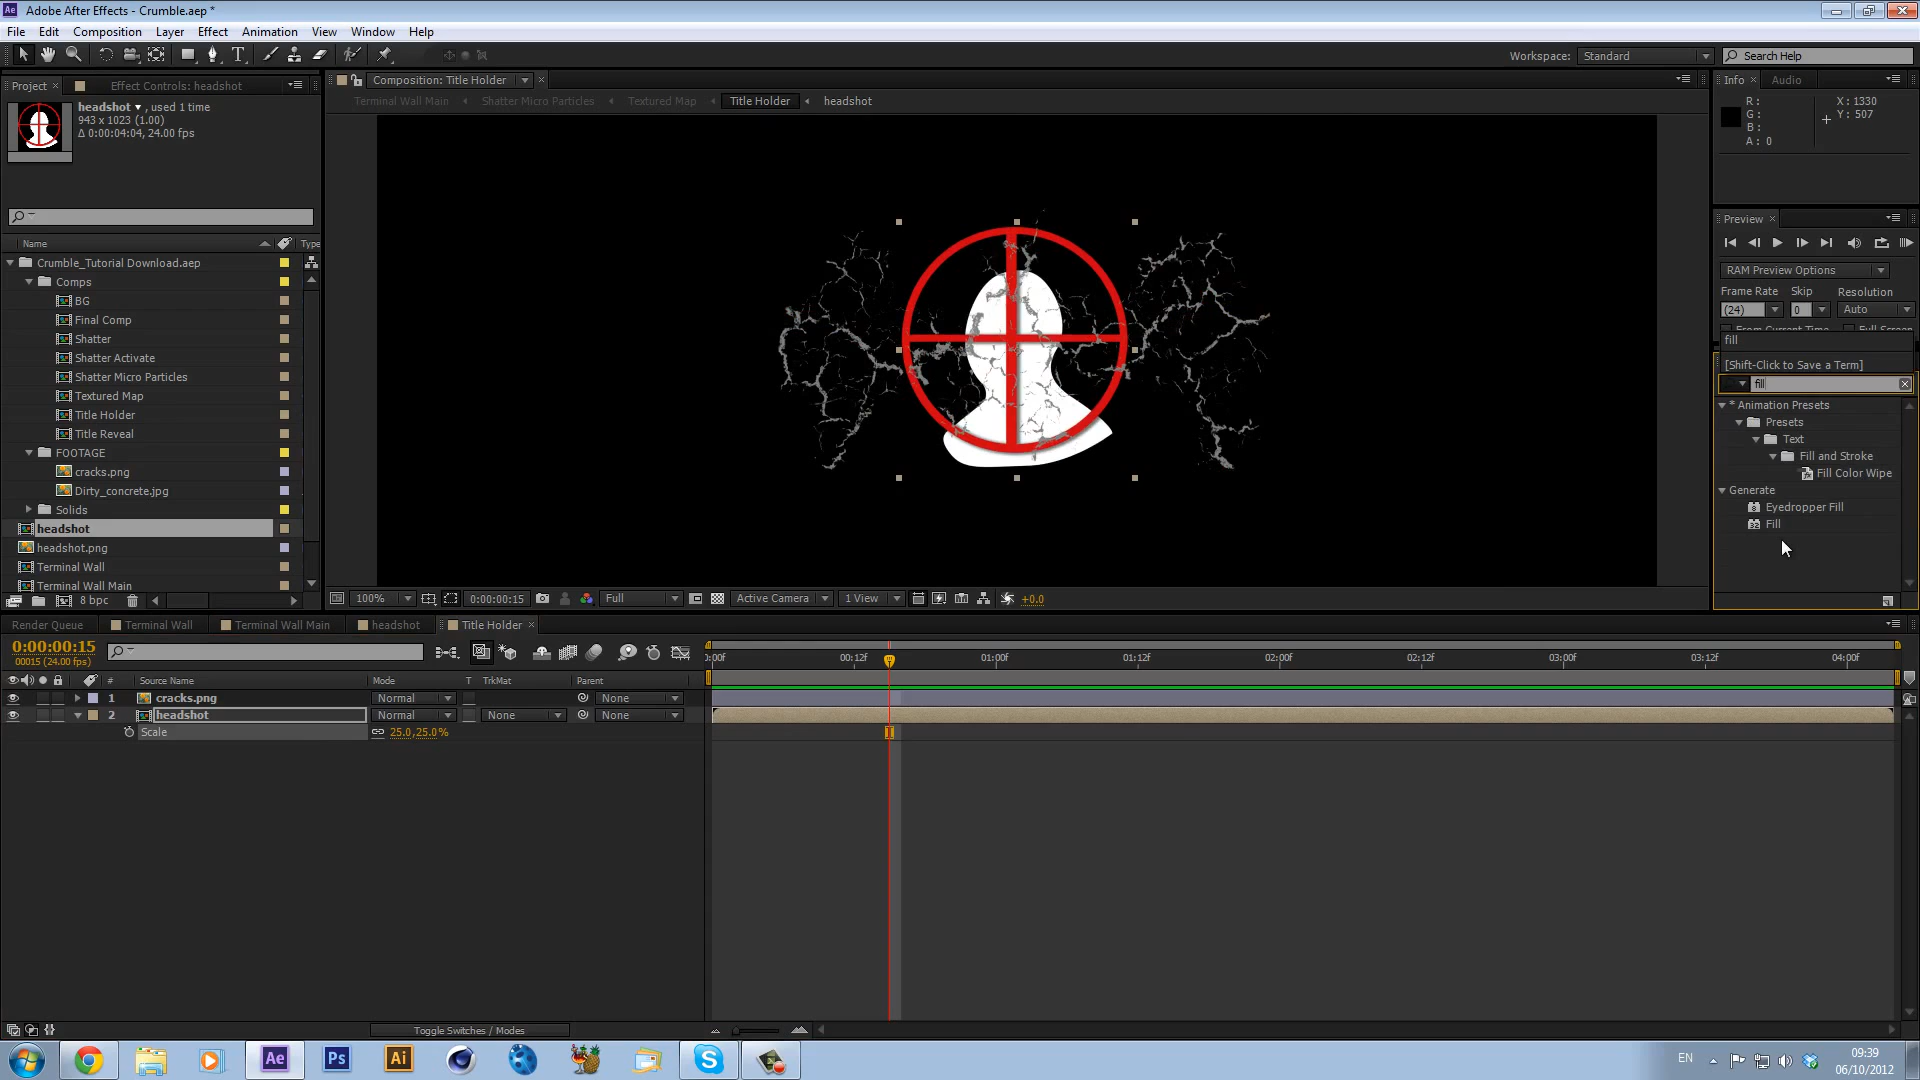 Adobe After Effects - Crumble.aep *
File Edit Composition Layer Effect Animation View Window Help
Workspace: Standard Search Help
Project Effect Controls: headshot
headshot , used 1 time
943 x 1023 (1.00)
Δ 0:00:04:04, 24.00 fps
Name Type
Crumble_Tutorial Download.aep
Comps
BG
Final Comp
Shatter
Shatter Activate
Shatter Micro Particles
Textured Map
Title Holder
Title Reveal
FOOTAGE
cracks.png
Dirty_concrete.jpg
Solids
headshot
headshot.png
Terminal Wall
Terminal Wall Main
8 bpc
Composition: Title Holder
Terminal Wall Main Shatter Micro Particles Textured Map Title Holder headshot
100% 0:00:00:15 Full Active Camera 1 View +0.0
Info Audio
R: X: 1330
G: Y: 507
B:
A: 0
Preview
RAM Preview Options
Frame Rate Skip Resolution
(24) 0 Auto
From Current Time Full Screen
fill
[Shift-Click to Save a Term]
fill
* Animation Presets
Presets
Text
Fill and Stroke
Fill Color Wipe
Generate
Eyedropper Fill
Fill
Render Queue Terminal Wall Terminal Wall Main headshot Title Holder
0:00:00:15
00015 (24.00 fps)
:00f 00:12f 01:00f 01:12f 02:00f 02:12f 03:00f 03:12f 04:00f
# Source Name Mode T TrkMat Parent
1 cracks.png Normal None
2 headshot Normal None None
Scale 25.0,25.0%
Toggle Switches / Modes
Ae Ps Ai
EN 09:39
06/10/2012